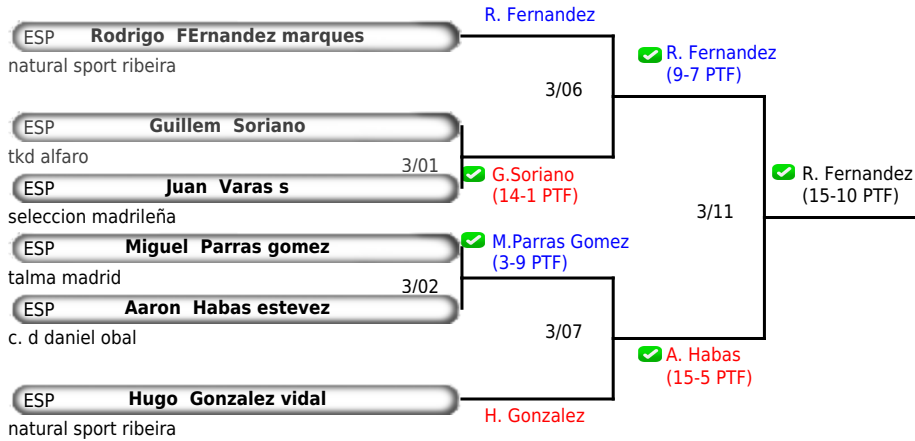 R. Fernandez
ESP Rodrigo FErnandez marques
natural sport ribeira
R. Fernandez
(9-7 PTF)
3/06
ESP Guillem Soriano
tkd alfaro
3/01
G.Soriano
(14-1 PTF)
ESP Juan Varas s
seleccion madrileña
R. Fernandez
(15-10 PTF)
3/11
ESP Miguel Parras gomez
talma madrid
M.Parras Gomez
(3-9 PTF)
3/02
ESP Aaron Habas estevez
c. d daniel obal
3/07
A. Habas
(15-5 PTF)
ESP Hugo Gonzalez vidal
natural sport ribeira
H. Gonzalez